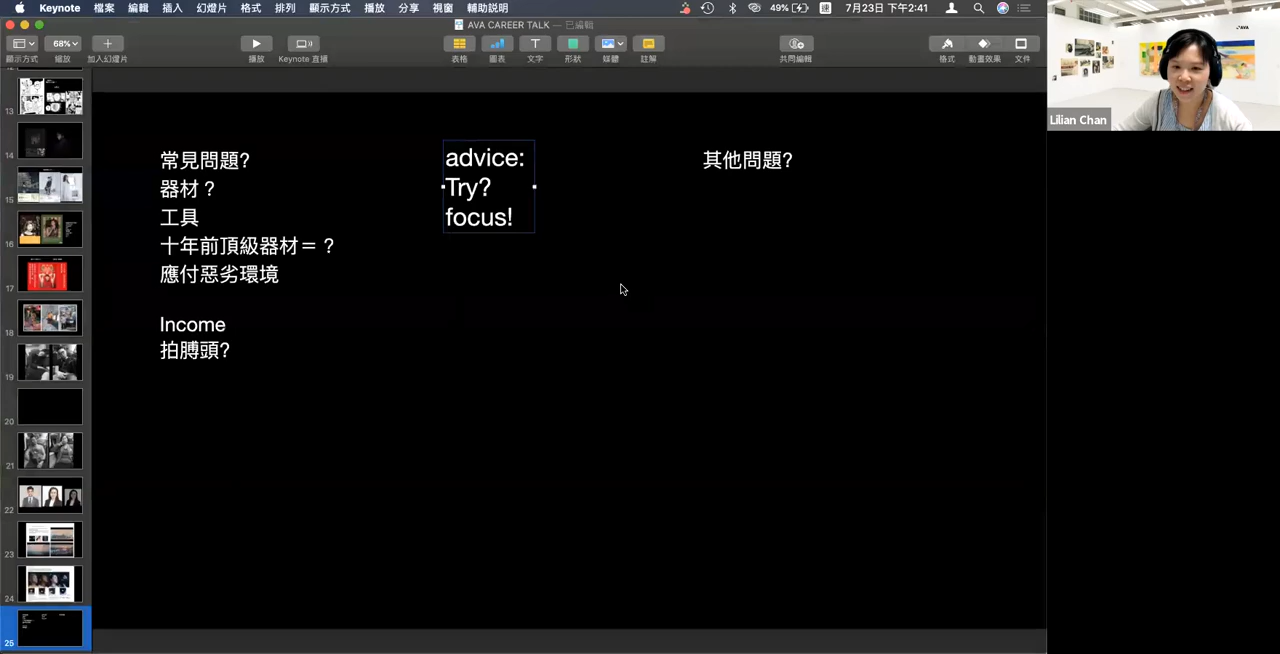 Keynote 檔案 編輯 插入 幻燈片 格式 排列 顯示方式 播放 分享 視窗 輔助說明
49% 速 7月23日 下午2:41
AVA CAREER TALK — 已編輯
68%
顯示方式 縮放 加入幻燈片 播放 Keynote 直播 表格 圖表 文字 形狀 媒體 註解 共同編輯 格式 動畫效果 文件
13
14
15
16
17
18
19
20
21
22
23
24
25
常見問題?
器材？
工具
十年前頂級器材＝？
應付惡劣環境
Income
拍膊頭?
advice:
Try?
focus!
其他問題?
AVA
Lilian Chan